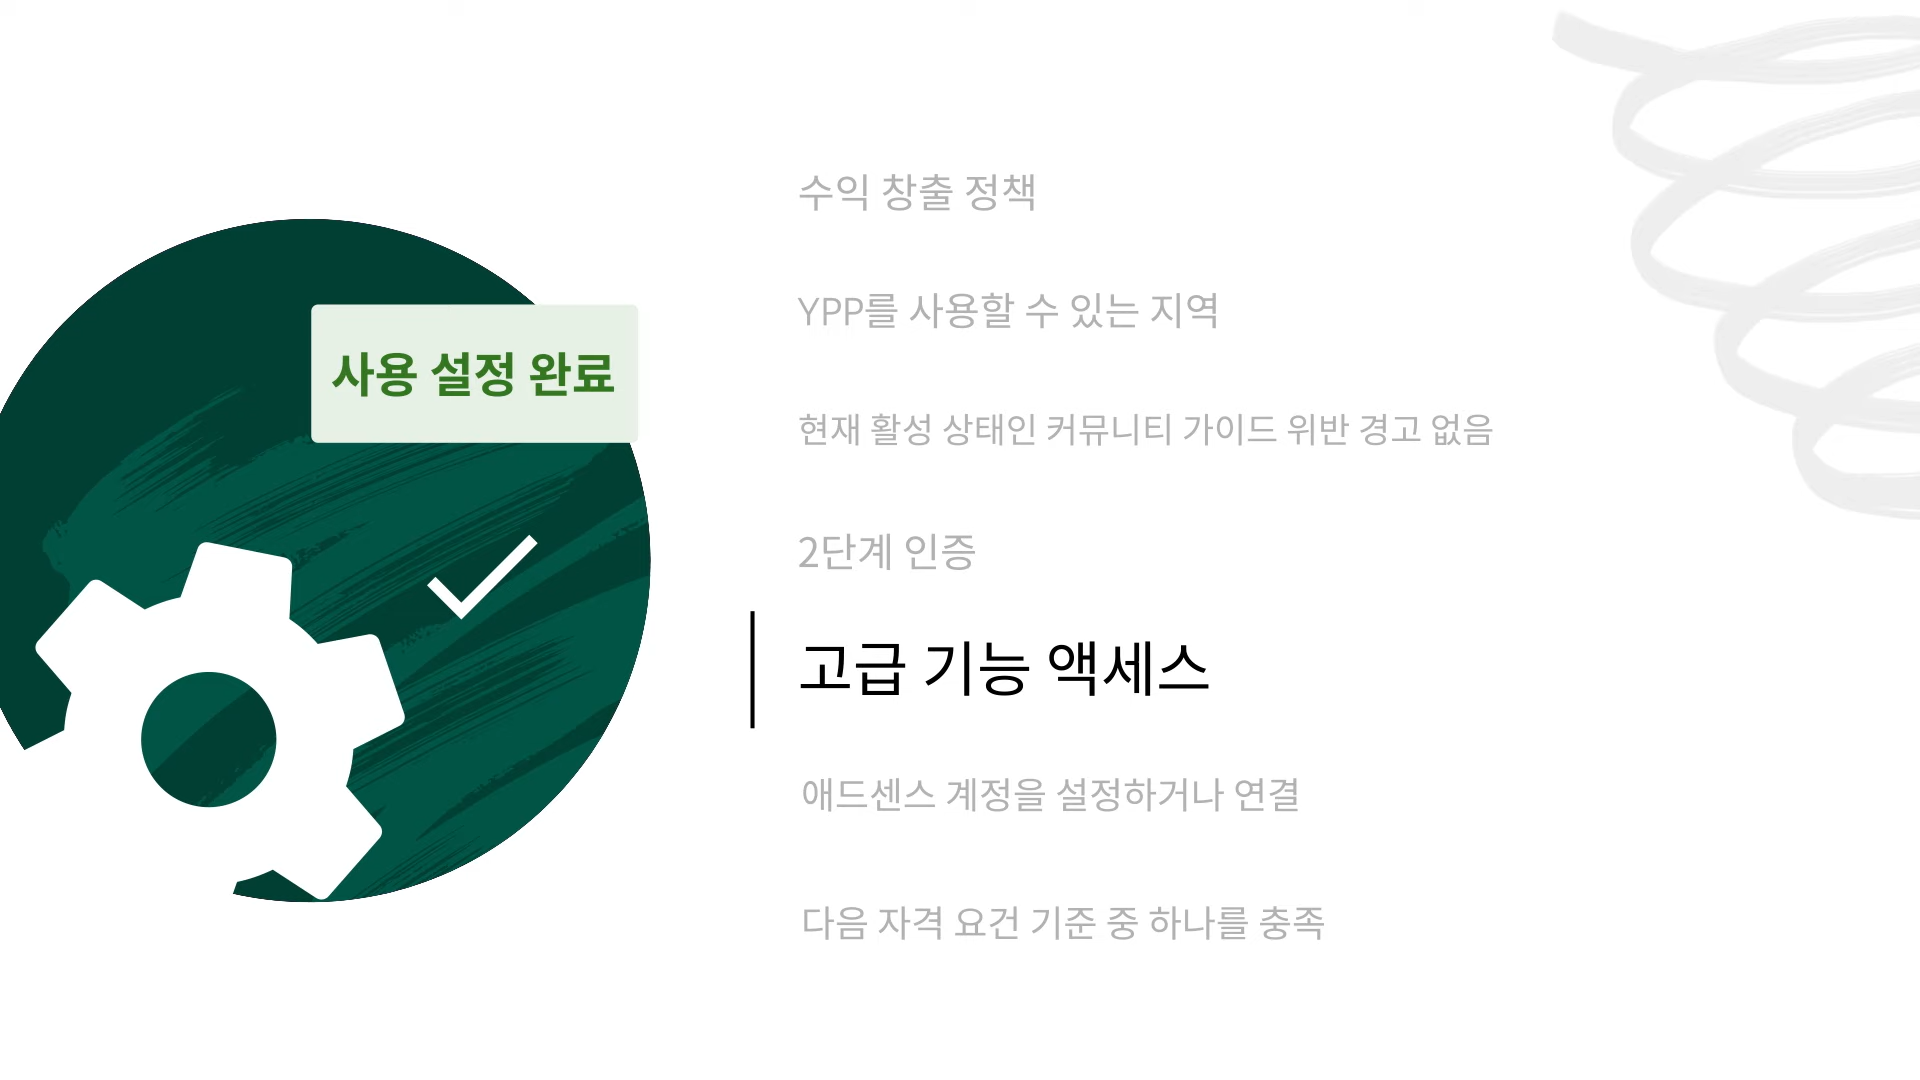 사용 설정 완료
수익 창출 정책
YPP를 사용할 수 있는 지역
현재 활성 상태인 커뮤니티 가이드 위반 경고 없음
2단계 인증
고급 기능 액세스
애드센스 계정을 설정하거나 연결
다음 자격 요건 기준 중 하나를 충족